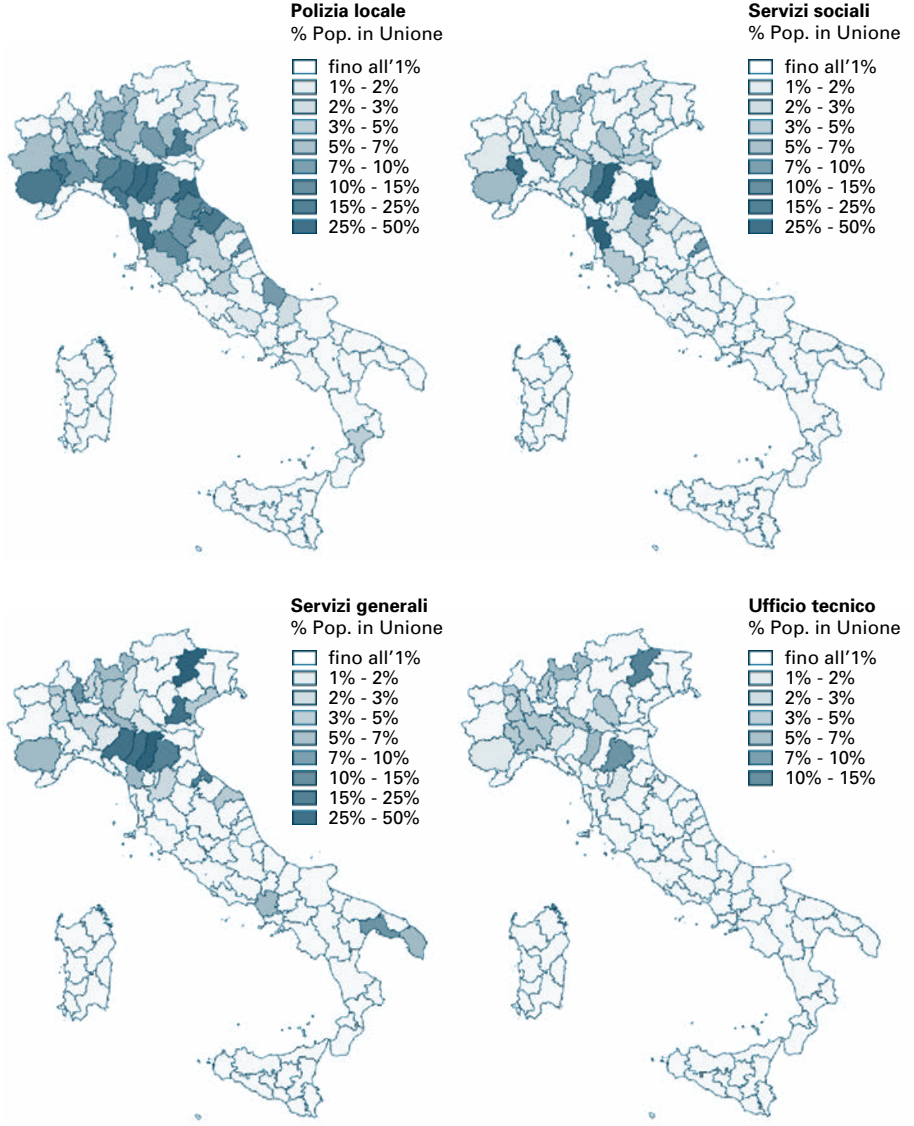 Polizia locale
% Pop. in Unione
fino all'1%
1% - 2%
2% - 3%
3% - 5%
5% - 7%
7% - 10%
10% - 15%
15% - 25%
25% - 50%
Servizi sociali
% Pop. in Unione
fino all'1%
1% - 2%
2% - 3%
3% - 5%
5% - 7%
7% - 10%
10% - 15%
15% - 25%
25% - 50%
Servizi generali
% Pop. in Unione
fino all'1%
1% - 2%
2% - 3%
3% - 5%
5% - 7%
7% - 10%
10% - 15%
15% - 25%
25% - 50%
Ufficio tecnico
% Pop. in Unione
fino all'1%
1% - 2%
2% - 3%
3% - 5%
5% - 7%
7% - 10%
10% - 15%